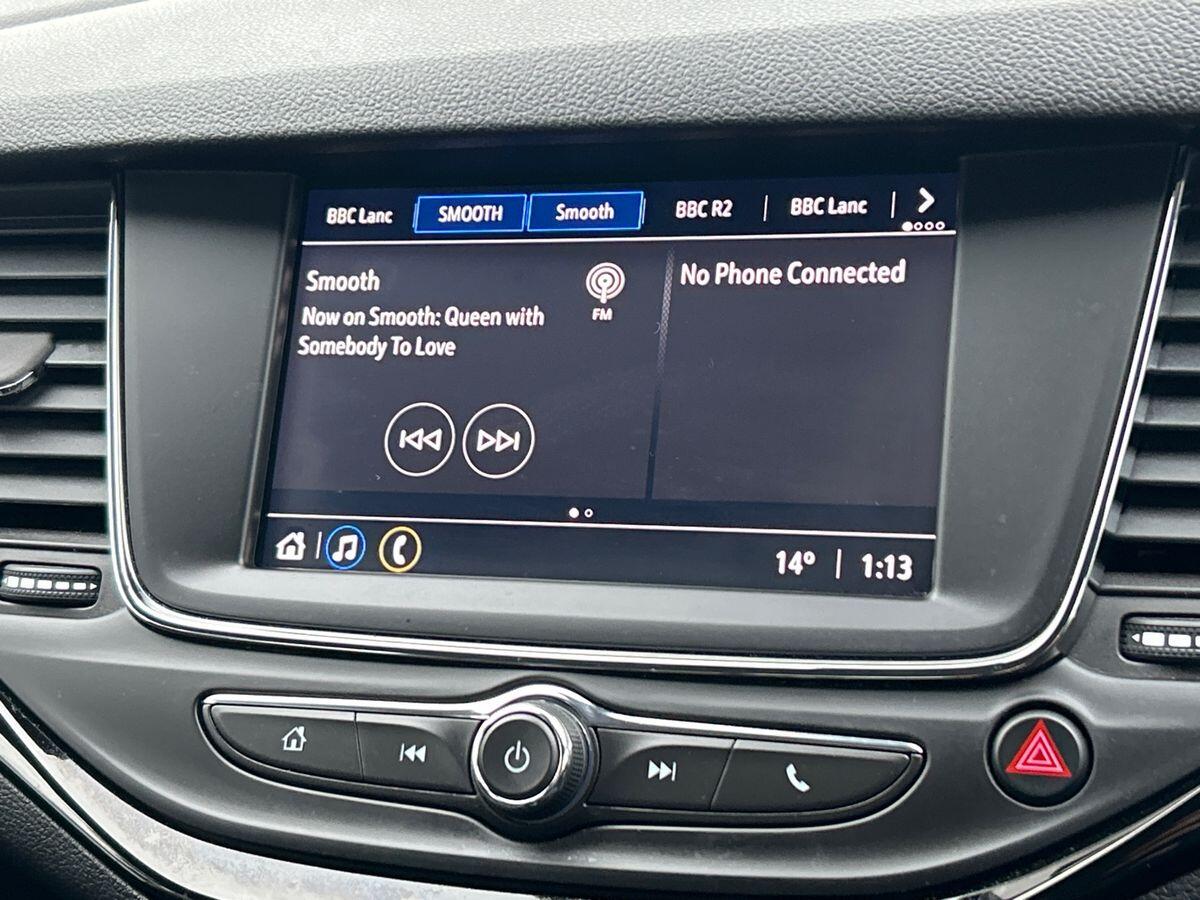 BBC Lanc SMOOTH Smooth BBC R2 BBC Lanc
Smooth
FM
Now on Smooth: Queen with
Somebody To Love
No Phone Connected
14° 1:13